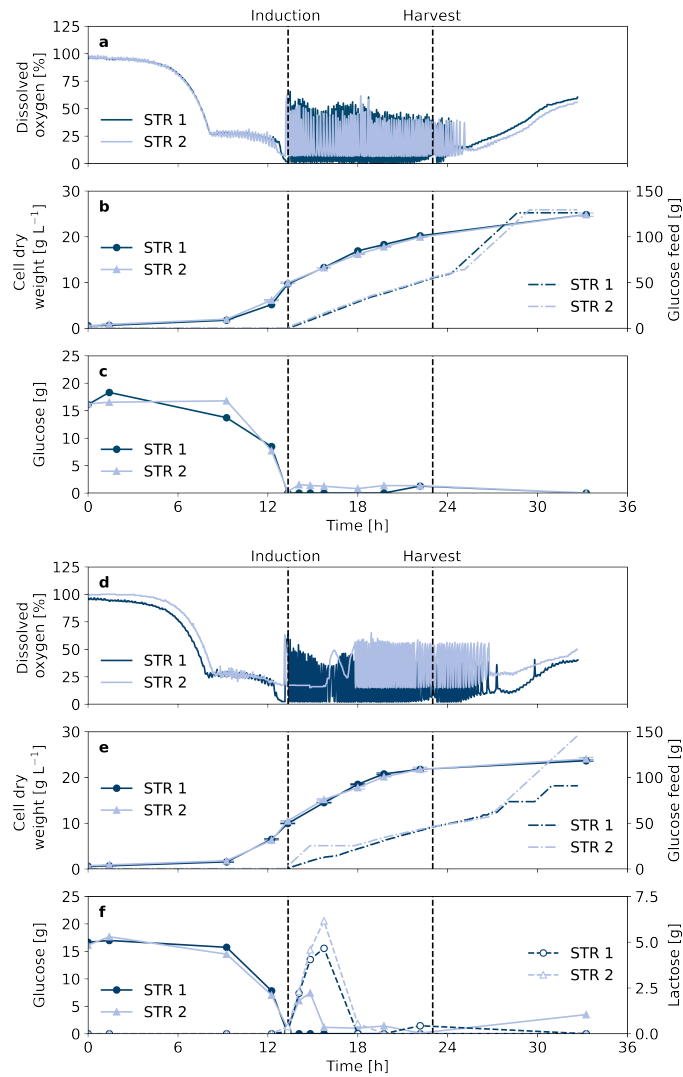 Induction
Harvest
a
Dissolved
oxygen [%]
125
100
75
50
25
0
STR 1
STR 2
b
Cell dry
weight [g L⁻¹]
30
20
10
0
STR 1
STR 2
STR 1
STR 2
150
100
50
0
Glucose feed [g]
c
Glucose [g]
25
20
15
10
5
0
STR 1
STR 2
0
6
12
18
24
30
36
Time [h]
Induction
Harvest
d
Dissolved
oxygen [%]
125
100
75
50
25
0
STR 1
STR 2
e
Cell dry
weight [g L⁻¹]
30
20
10
0
STR 1
STR 2
STR 1
STR 2
150
100
50
0
Glucose feed [g]
f
Glucose [g]
25
20
15
10
5
0
STR 1
STR 2
STR 1
STR 2
7.5
5.0
2.5
0.0
Lactose [g]
0
6
12
18
24
30
36
Time [h]